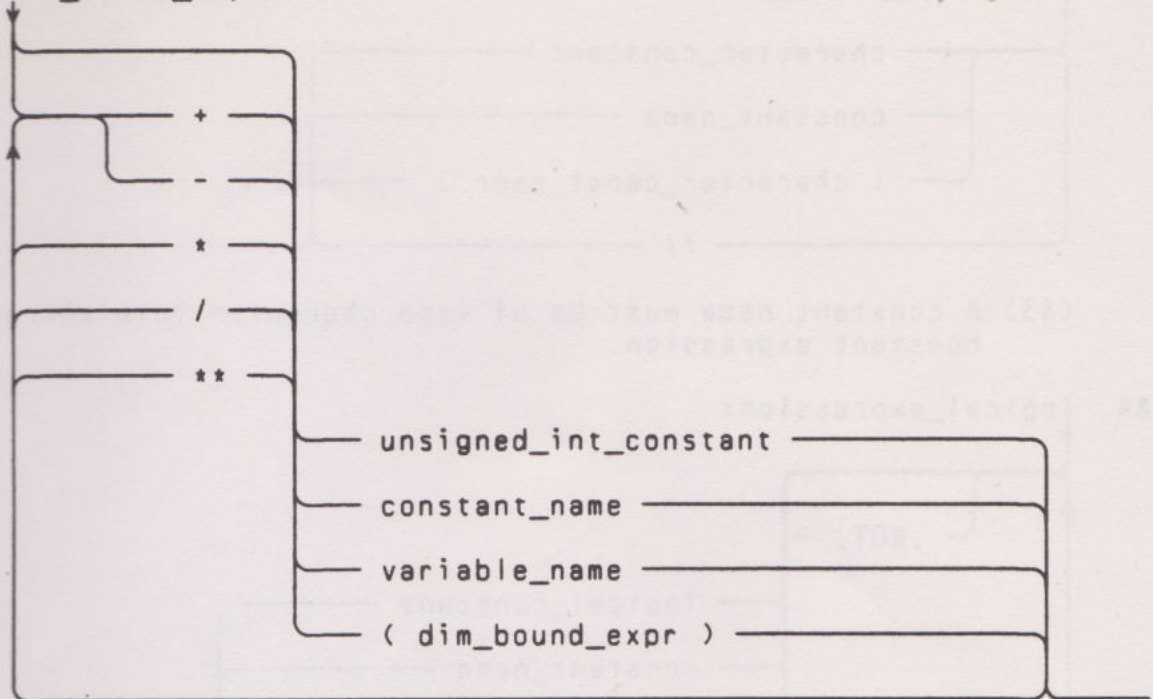 +
-
*
/
**
unsigned_int_constant
constant_name
variable_name
( dim_bound_expr )